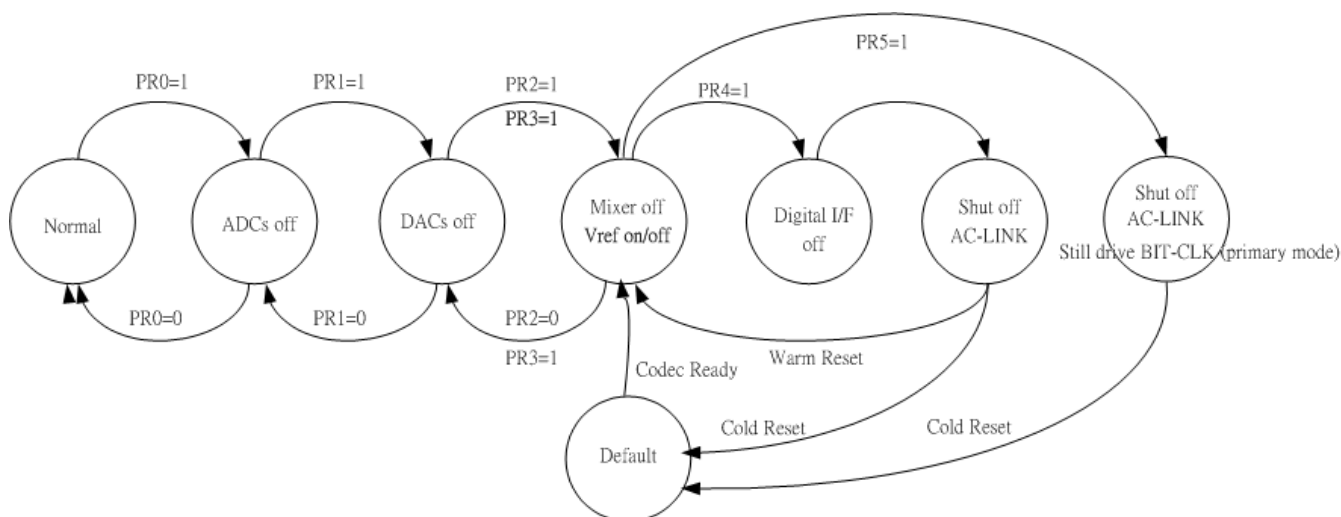 PR5=1
PR0=1
PR1=1
PR2=1
PR3=1
PR4=1
Normal
ADCs off
DACs off
Mixer off
Vref on/off
Digital I/F
off
Shut off
AC-LINK
Shut off
AC-LINK
Still drive BIT-CLK (primary mode)
PR0=0
PR1=0
PR2=0
PR3=1
Codec Ready
Warm Reset
Cold Reset
Cold Reset
Default